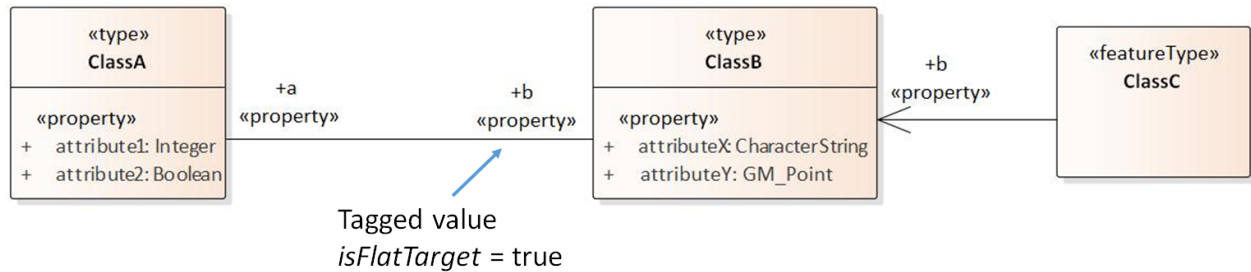 «type»
ClassA
«property»
+ attribute1: Integer
+ attribute2: Boolean
+a
«property»
+b
«property»
Tagged value
isFlatTarget = true
«type»
ClassB
«property»
+ attributeX: CharacterString
+ attributeY: GM_Point
+b
«property»
«featureType»
ClassC